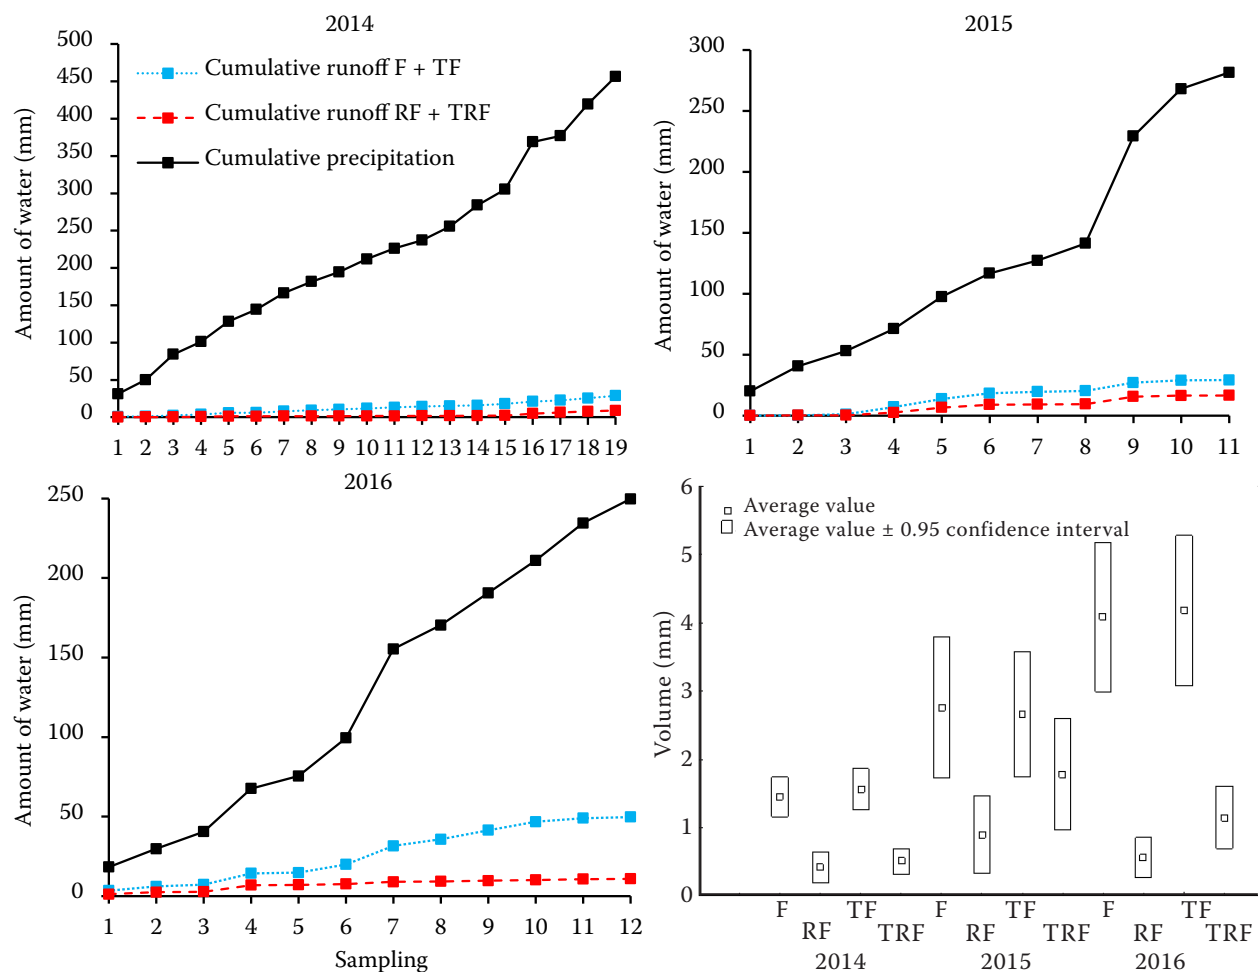 2014
500
450
400
350
300
250
200
150
100
50
0
Amount of water (mm)
Cumulative runoff F + TF
Cumulative runoff RF + TRF
Cumulative precipitation
1 2 3 4 5 6 7 8 9 10 11 12 13 14 15 16 17 18 19
2015
300
250
200
150
100
50
0
Amount of water (mm)
1 2 3 4 5 6 7 8 9 10 11
2016
250
200
150
100
50
0
Amount of water (mm)
1 2 3 4 5 6 7 8 9 10 11 12
Sampling
6
5
4
3
2
1
0
Volume (mm)
Average value
Average value ± 0.95 confidence interval
F TF F TF F TF
RF TRF RF TRF RF TRF
2014 2015 2016